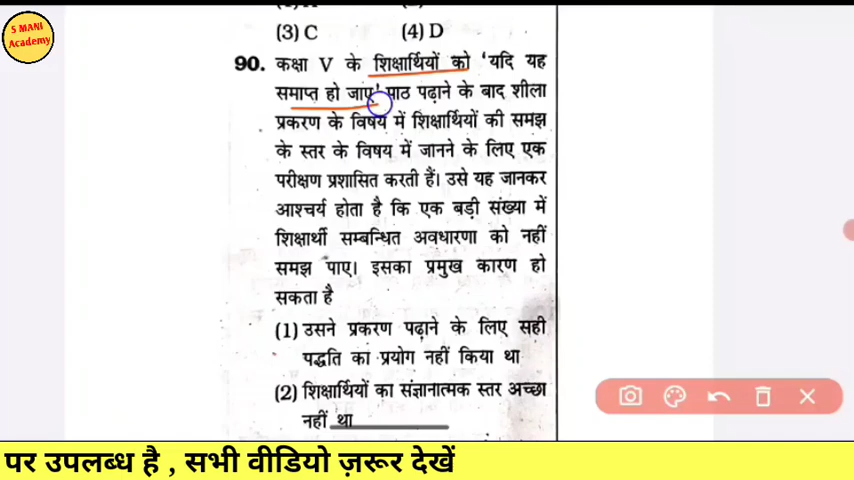 S MANI
Academy
(3) C (4) D
90. कक्षा V के शिक्षार्थियों को ‘यदि यह
समाप्त हो जाए’ पाठ पढ़ाने के बाद शीला
प्रकरण के विषय में शिक्षार्थियों की समझ
के स्तर के विषय में जानने के लिए एक
परीक्षण प्रशासित करती हैं। उसे यह जानकर
आश्चर्य होता है कि एक बड़ी संख्या में
शिक्षार्थी सम्बन्धित अवधारणा को नहीं
समझ पाए। इसका प्रमुख कारण हो
सकता है
(1) उसने प्रकरण पढ़ाने के लिए सही
पद्धति का प्रयोग नहीं किया था
(2) शिक्षार्थियों का संज्ञानात्मक स्तर अच्छा
नहीं था
पर उपलब्ध है , सभी वीडियो ज़रूर देखें